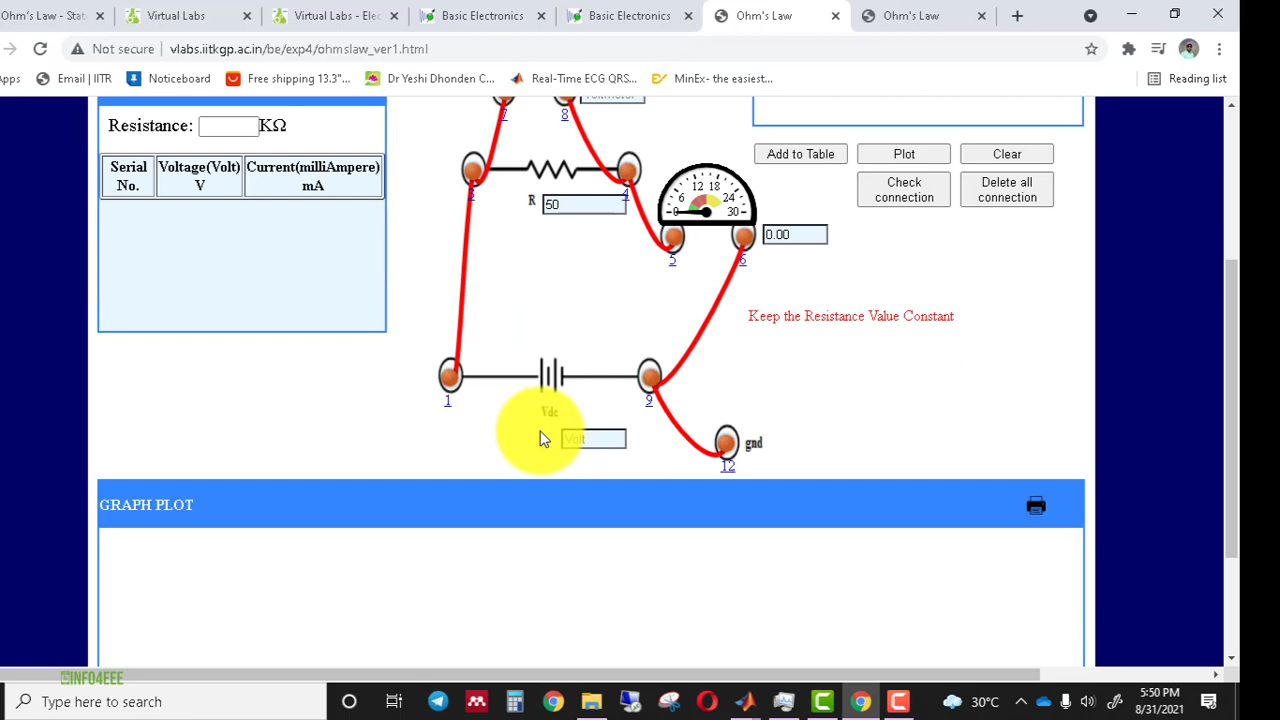 Ohm's Law - Stat
Virtual Labs
Virtual Labs - Ele
Basic Electronics
Basic Electronics
Ohm's Law
Ohm's Law
Not secure
vlabs.iitkgp.ac.in/be/exp4/ohmslaw_ver1.html
Apps
Email | IITR
Noticeboard
Free shipping 13.3"...
Dr Yeshi Dhonden C...
Real-Time ECG QRS...
MinEx- the easiest...
Reading list
7
8
Resistance: KΩ
Serial No.
Voltage(Volt) V
Current(milliAmpere) mA
3
4
R
50
0 6 12 18 24 30
5
6
0.00
Add to Table
Plot
Clear
Check connection
Delete all connection
Keep the Resistance Value Constant
1
9
Vdc
Volt
gnd
12
GRAPH PLOT
INFO4EEE
Type here to search
30°C
5:50 PM
8/31/2021